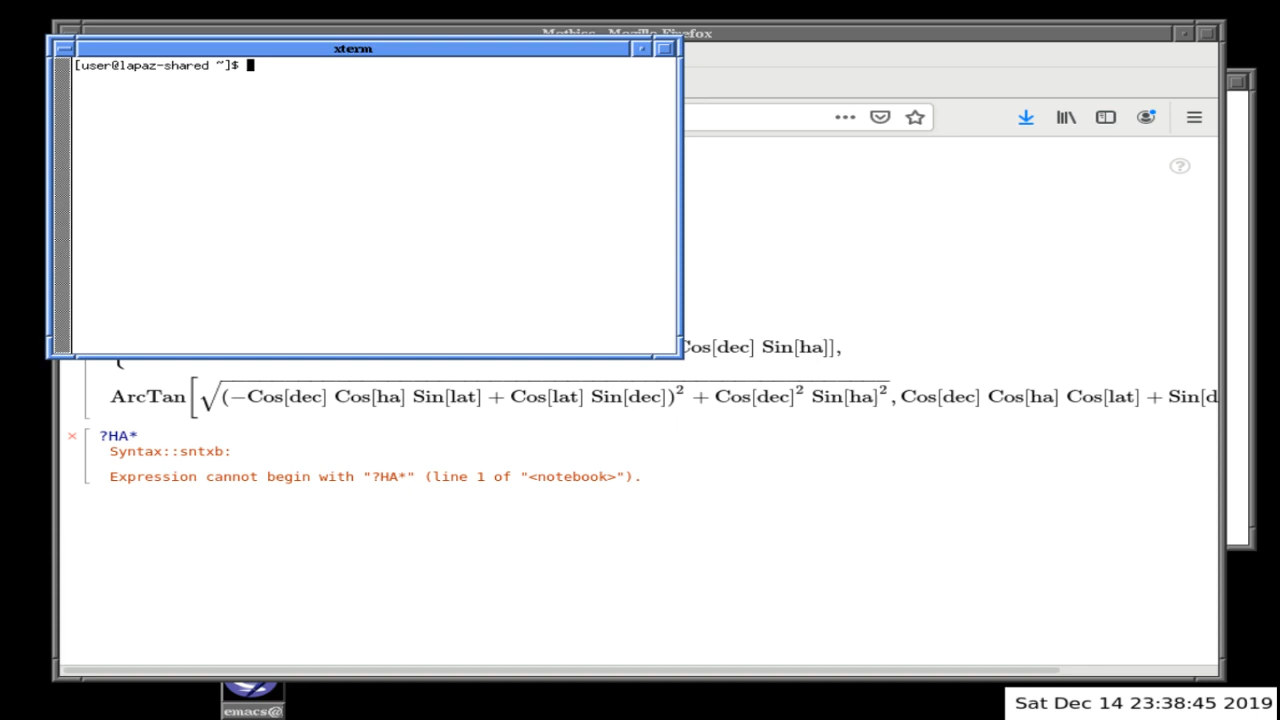 Mathics - Mozilla Firefox
xterm
[user@lapaz-shared ~]$
Cos[dec] Sin[ha]],
ArcTan[√(−Cos[dec] Cos[ha] Sin[lat] + Cos[lat] Sin[dec])² + Cos[dec]² Sin[ha]², Cos[dec] Cos[ha] Cos[lat] + Sin[d
?HA*
Syntax::sntxb:
Expression cannot begin with "?HA*" (line 1 of "<notebook>").
emacs@
Sat Dec 14 23:38:45 2019